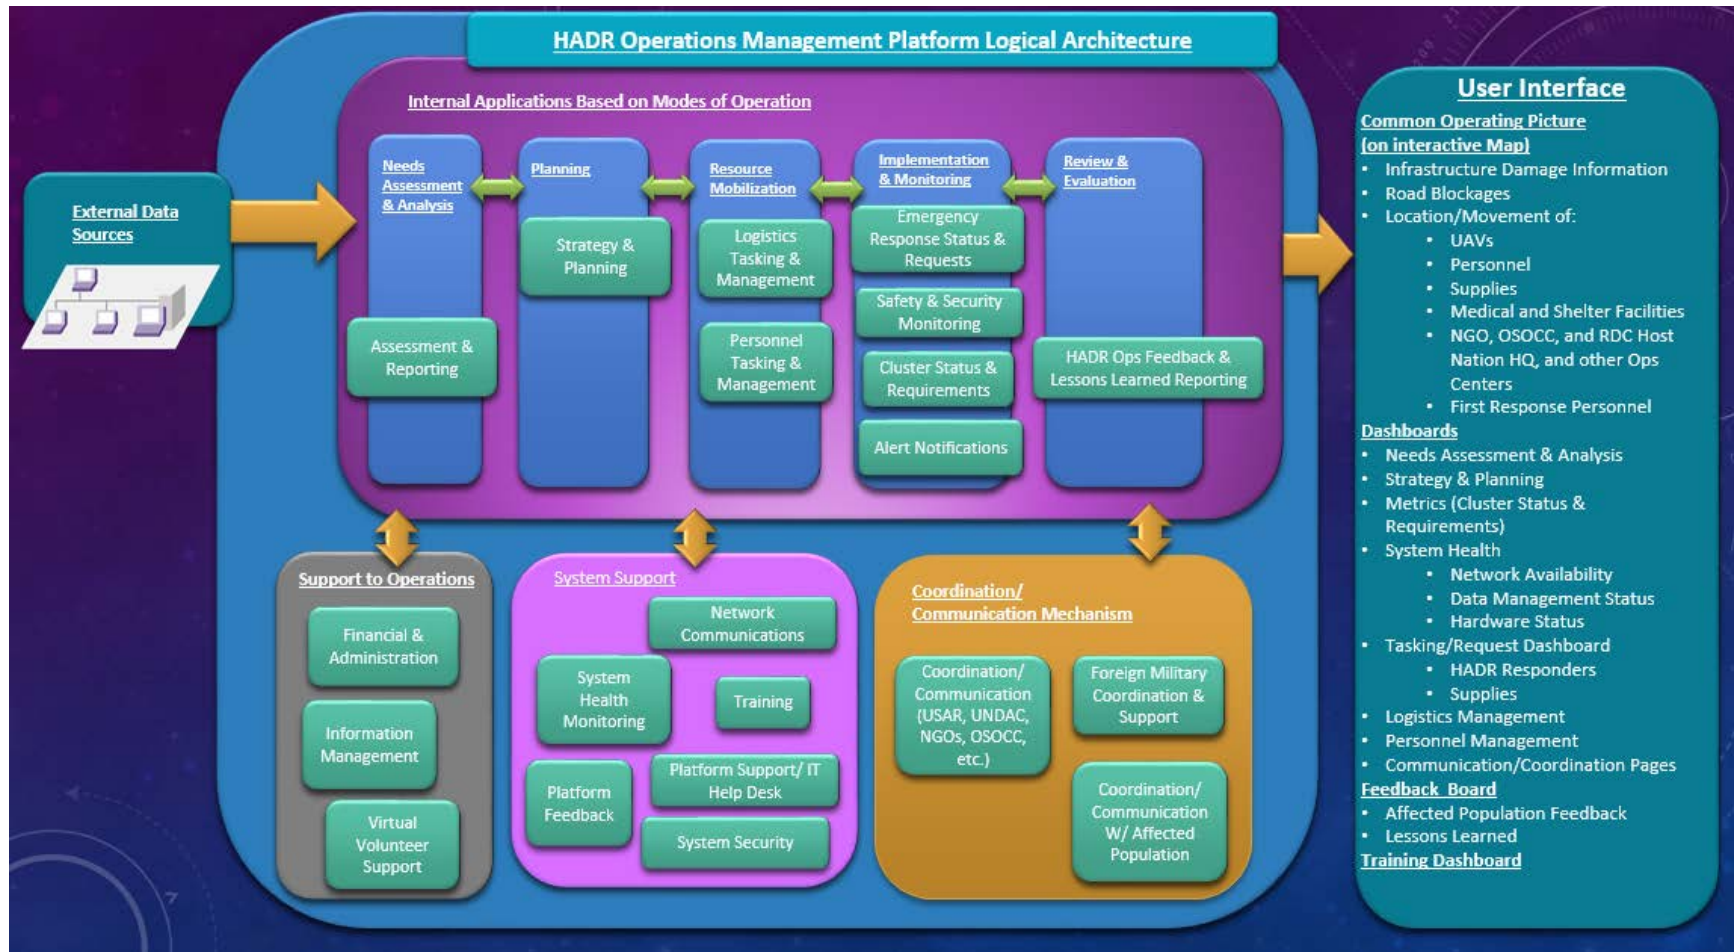 HADR Operations Management Platform Logical Architecture
Internal Applications Based on Modes of Operation
External Data
Sources
Needs
Assessment
& Analysis
Assessment &
Reporting
Planning
Strategy &
Planning
Resource
Mobilization
Logistics
Tasking &
Management
Personnel
Tasking &
Management
Implementation
& Monitoring
Emergency
Response Status &
Requests
Safety & Security
Monitoring
Cluster Status &
Requirements
Alert Notifications
Review &
Evaluation
HADR Ops Feedback &
Lessons Learned Reporting
Support to Operations
Financial &
Administration
Information
Management
Virtual
Volunteer
Support
System Support
Network
Communications
System
Health
Monitoring
Training
Platform
Feedback
Platform Support/ IT
Help Desk
System Security
Coordination/
Communication Mechanism
Coordination/
Communication
(USAR, UNDAC,
NGOs, OSOCC,
etc.)
Foreign Military
Coordination &
Support
Coordination/
Communication
W/ Affected
Population
User Interface
Common Operating Picture
(on interactive Map)
• Infrastructure Damage Information
• Road Blockages
• Location/Movement of:
• UAVs
• Personnel
• Supplies
• Medical and Shelter Facilities
• NGO, OSOCC, and RDC Host
Nation HQ, and other Ops
Centers
• First Response Personnel
Dashboards
• Needs Assessment & Analysis
• Strategy & Planning
• Metrics (Cluster Status &
Requirements)
• System Health
• Network Availability
• Data Management Status
• Hardware Status
• Tasking/Request Dashboard
• HADR Responders
• Supplies
• Logistics Management
• Personnel Management
• Communication/Coordination Pages
Feedback Board
• Affected Population Feedback
• Lessons Learned
Training Dashboard